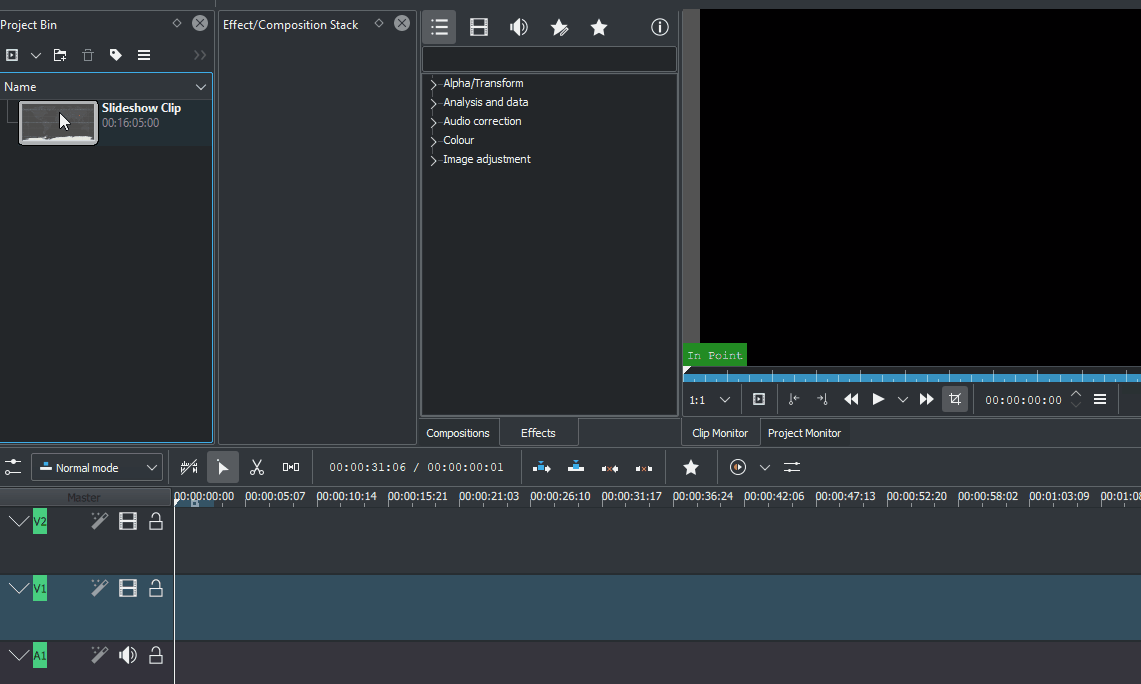 Project Bin
Effect/Composition Stack
Name
Slideshow Clip
00:16:05:00
Alpha/Transform
Analysis and data
Audio correction
Colour
Image adjustment
In Point
1:1
00:00:00:00
Compositions
Effects
Clip Monitor
Project Monitor
Normal mode
00:00:31:06 / 00:00:00:01
Master
00:00:00:00 00:00:05:07 00:00:10:14 00:00:15:21 00:00:21:03 00:00:26:10 00:00:31:17 00:00:36:24 00:00:42:06 00:00:47:13 00:00:52:20 00:00:58:02 00:01:03:09 00:01:08
V2
V1
A1